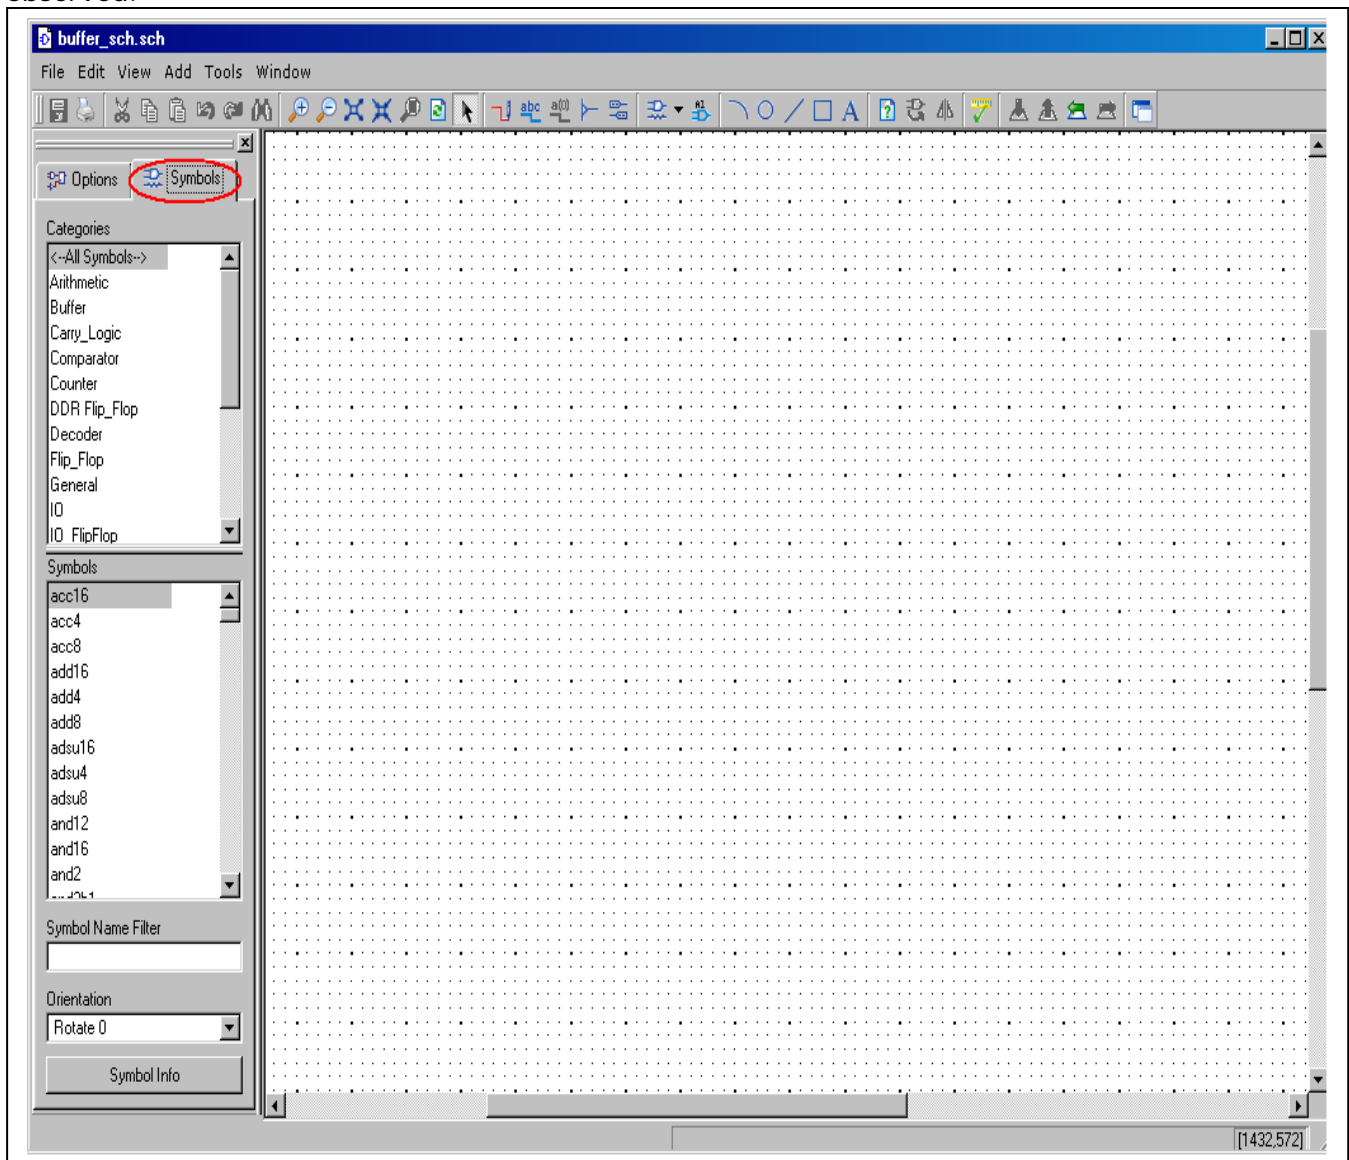 buffer_sch.sch
File Edit View Add Tools Window
abc a(0) A ?
Options Symbols
Categories
<--All Symbols-->
Arithmetic
Buffer
Carry_Logic
Comparator
Counter
DDR Flip_Flop
Decoder
Flip_Flop
General
IO
IO_FlipFlop
Symbols
acc16
acc4
acc8
add16
add4
add8
adsu16
adsu4
adsu8
and12
and16
and2
Symbol Name Filter
Orientation
Rotate 0
Symbol Info
[1432,572]